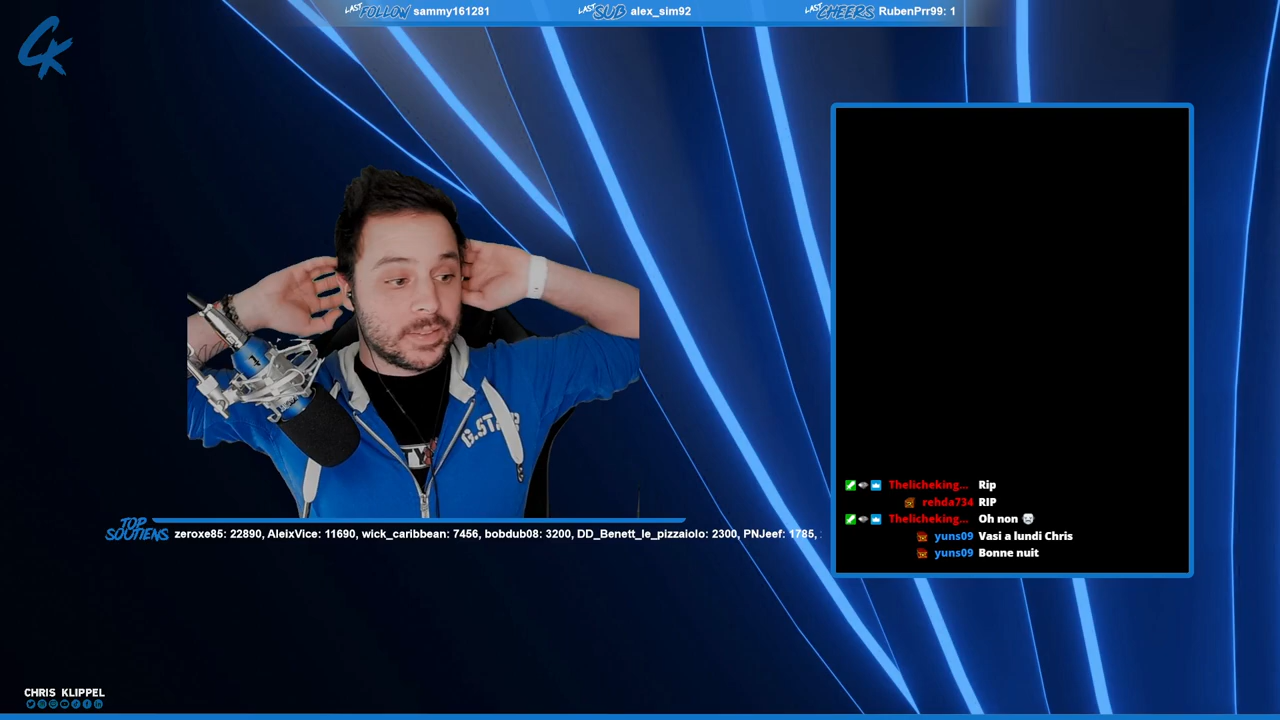 LAST FOLLOW sammy161281
LAST SUB alex_sim92
LAST CHEERS RubenPrr99: 1
CK
G.STAR
Thelicheking... Rip
rehda734 RIP
Thelicheking... Oh non
yuns09 Vasi a lundi Chris
yuns09 Bonne nuit
TOP SOUTIENS zeroxe85: 22890, AleixVice: 11690, wick_caribbean: 7456, bobdub08: 3200, DD_Benett_le_pizzaiolo: 2300, PNJeef: 1785,
CHRIS KLIPPEL